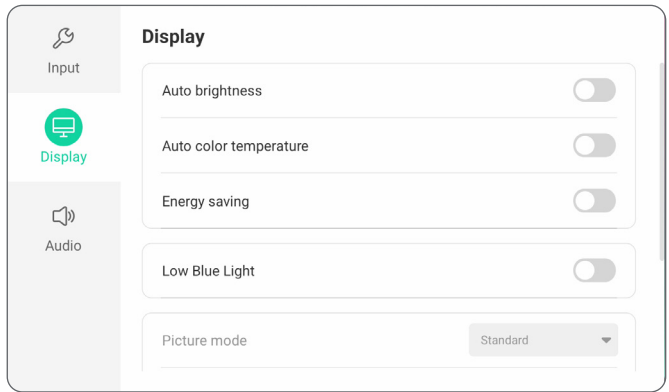 Input
Display
Audio
Display
Auto brightness
Auto color temperature
Energy saving
Low Blue Light
Picture mode
Standard